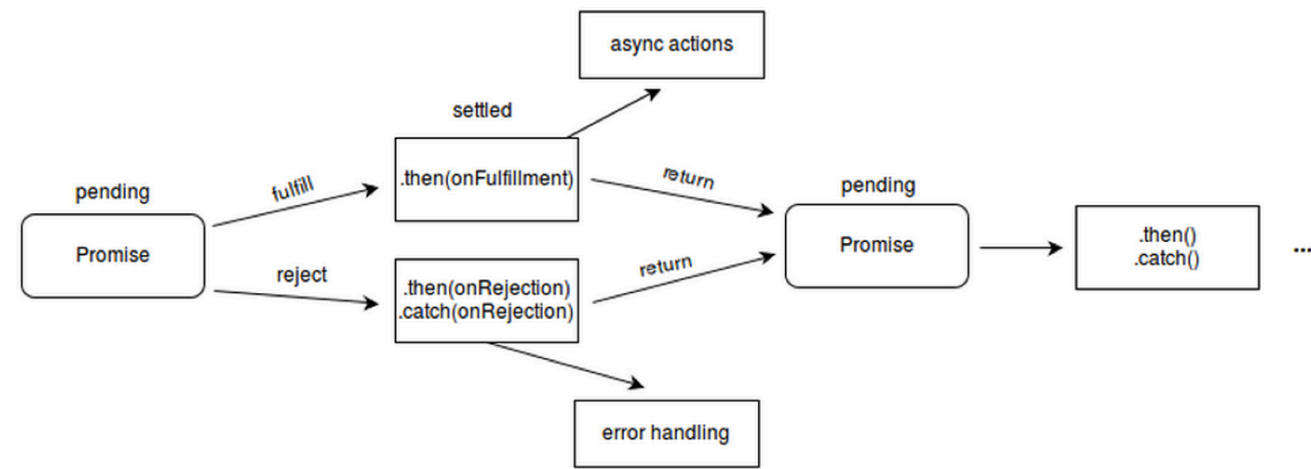 async actions
settled
.then(onFulfillment)
fulfill
return
pending
pending
Promise
Promise
.then()
.catch()
...
reject
return
.then(onRejection)
.catch(onRejection)
error handling